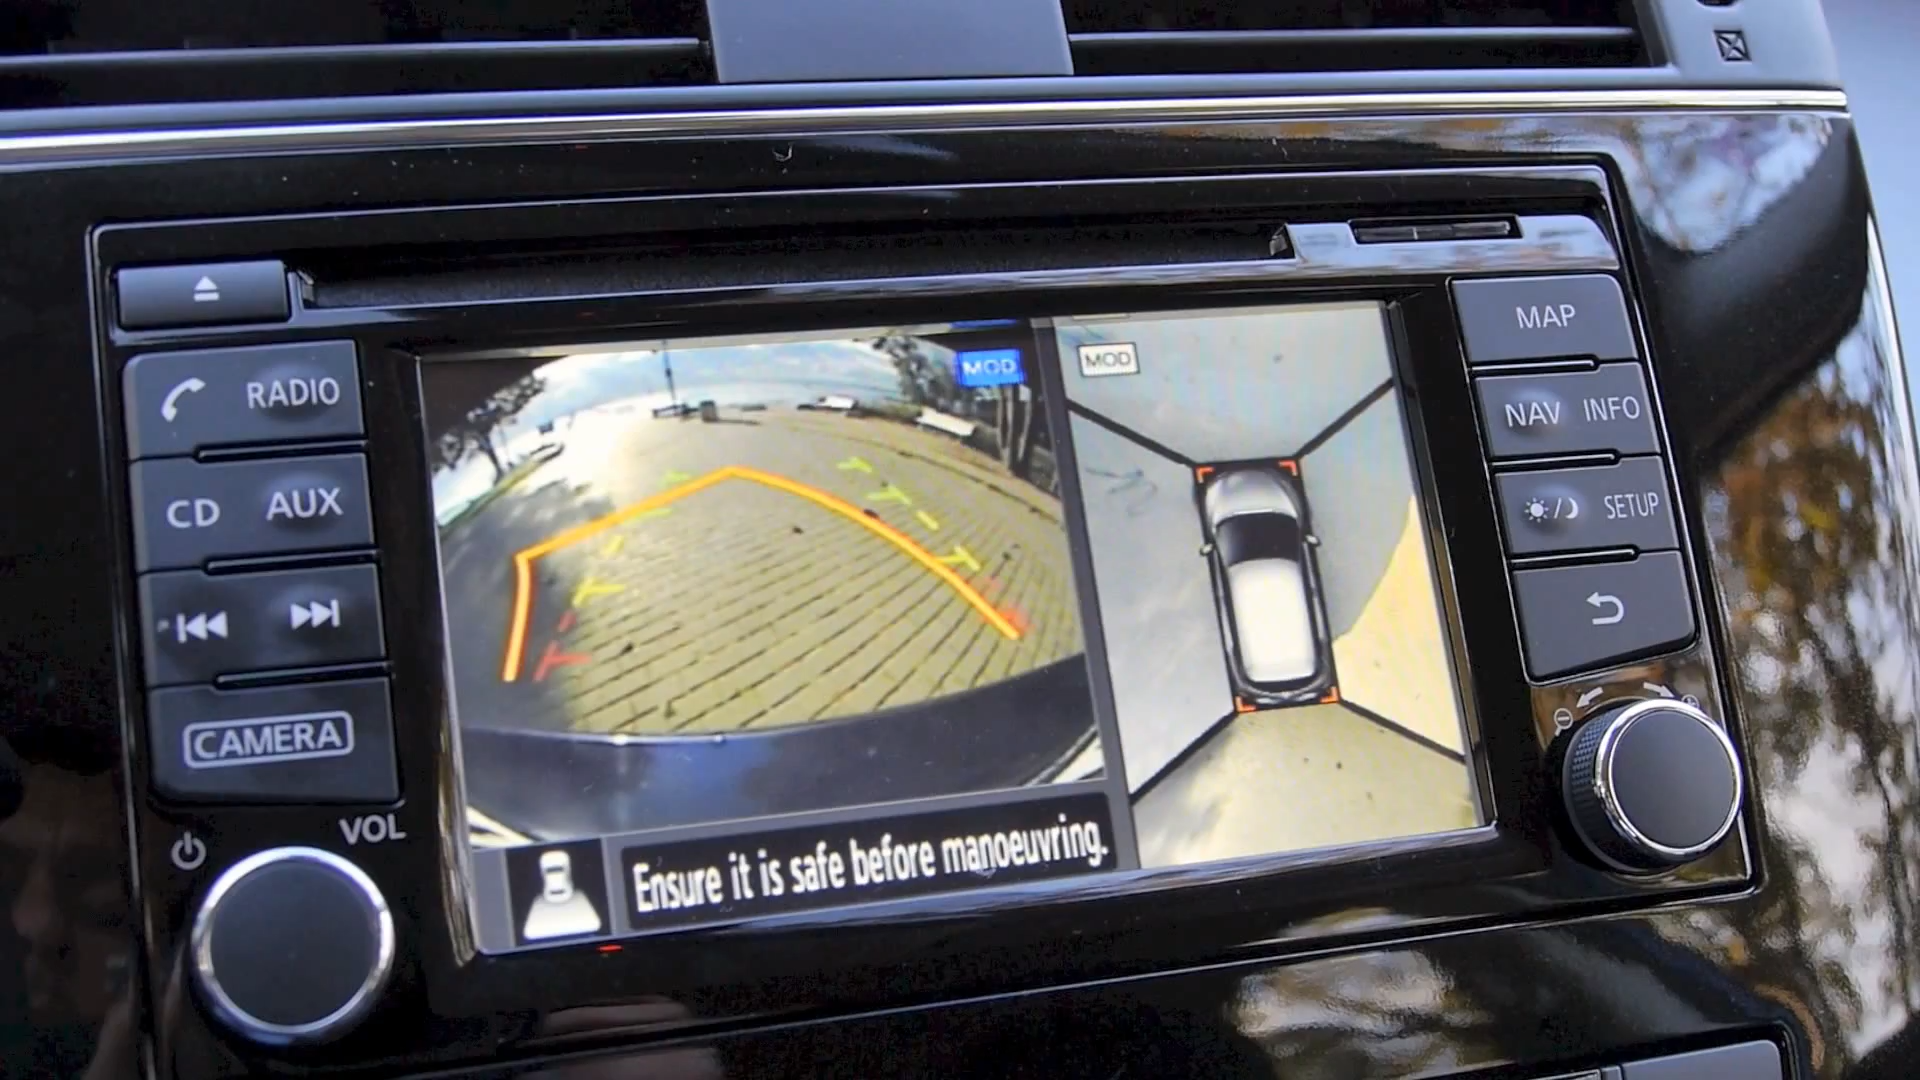 RADIO
CD AUX
CAMERA
VOL
MOD
MOD
Ensure it is safe before manoeuvring.
MAP
NAV INFO
SETUP